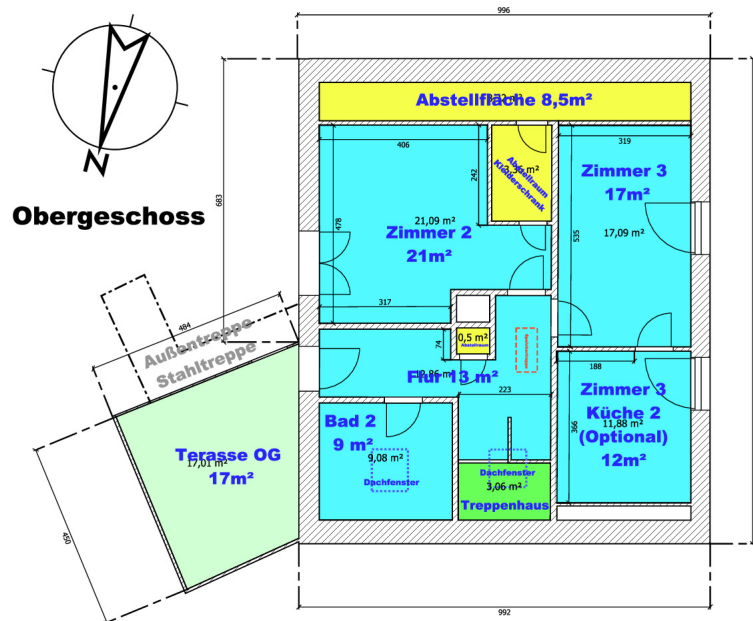 996
N
Obergeschoss
683
Abstellfläche 8,5m²
406
242
478
21,09 m²
Zimmer 2
21m²
317
Abstellraum
Kleiderschrank
319
Zimmer 3
17m²
535
17,09 m²
484
Außentreppe
Stahltreppe
74
0,5 m²
Abstellraum
Flur 13 m²
223
188
Zimmer 3
Küche 2
11,88 m²
(Optional)
12m²
366
Bad 2
9 m²
9,08 m²
Dachfenster
Dachfenster
3,06 m²
Treppenhaus
Terasse OG
17,01 m²
17m²
450
992